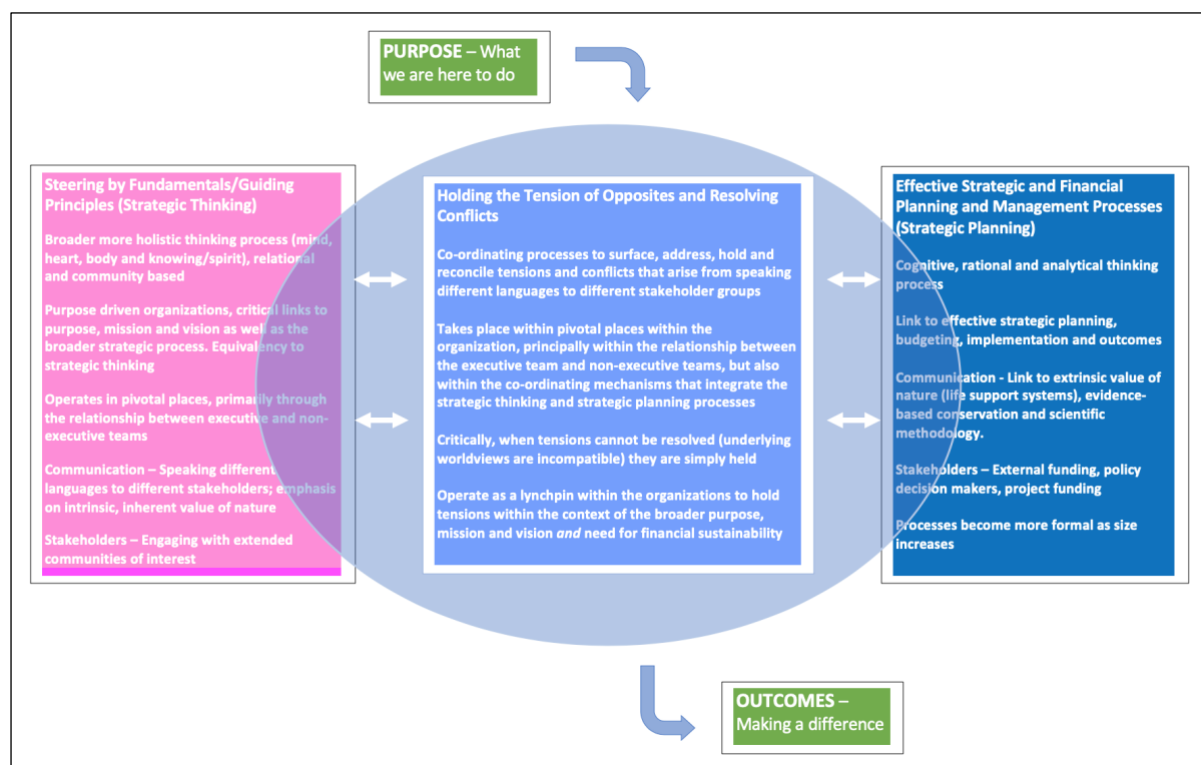 PURPOSE – What
we are here to do
Steering by Fundamentals/Guiding
Principles (Strategic Thinking)
Broader more holistic thinking process (mind,
heart, body and knowing/spirit), relational
and community based
Purpose driven organizations, critical links to
purpose, mission and vision as well as the
broader strategic process. Equivalency to
strategic thinking
Operates in pivotal places, primarily through
the relationship between executive and non-
executive teams
Communication – Speaking different
languages to different stakeholders; emphasis
on intrinsic, inherent value of nature
Stakeholders – Engaging with extended
communities of interest
Holding the Tension of Opposites and Resolving
Conflicts
Co-ordinating processes to surface, address, hold and
reconcile tensions and conflicts that arise from speaking
different languages to different stakeholder groups
Takes place within pivotal places within the
organization, principally within the relationship between
the executive team and non-executive teams, but also
within the co-ordinating mechanisms that integrate the
strategic thinking and strategic planning processes
Critically, when tensions cannot be resolved (underlying
worldviews are incompatible) they are simply held
Operate as a lynchpin within the organizations to hold
tensions within the context of the broader purpose,
mission and vision and need for financial sustainability
Effective Strategic and Financial
Planning and Management Processes
(Strategic Planning)
Cognitive, rational and analytical thinking
process
Link to effective strategic planning,
budgeting, implementation and outcomes
Communication - Link to extrinsic value of
nature (life support systems), evidence-
based conservation and scientific
methodology.
Stakeholders – External funding, policy
decision makers, project funding
Processes become more formal as size
increases
OUTCOMES –
Making a difference